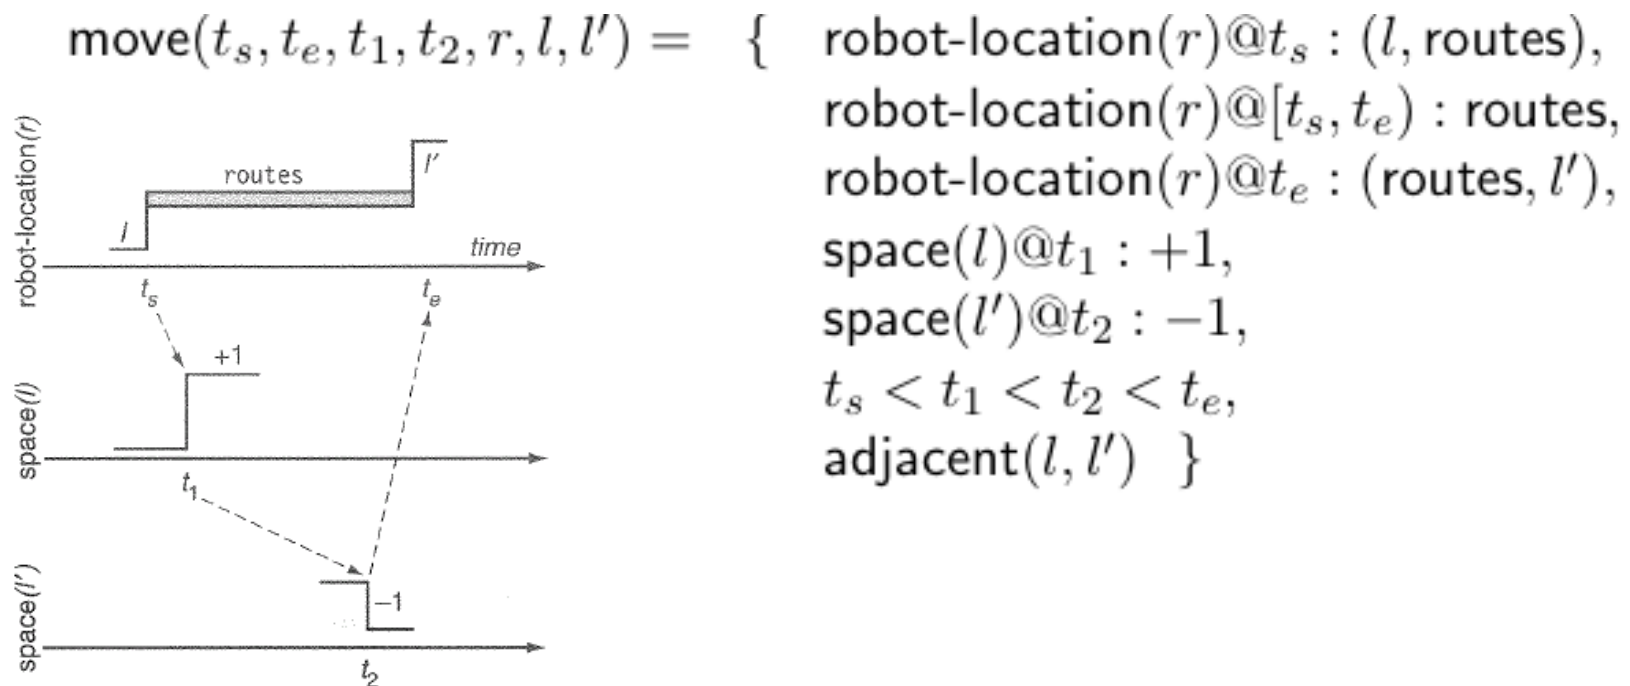 move(t_s, t_e, t_1, t_2, r, l, l′) = { robot-location(r)@t_s : (l, routes),
robot-location(r)@[t_s, t_e) : routes,
robot-location(r)@t_e : (routes, l′),
space(l)@t_1 : +1,
space(l′)@t_2 : −1,
t_s < t_1 < t_2 < t_e,
adjacent(l, l′) }
robot-location(r)
l
routes
l′
time
t_s
t_e
space(l)
+1
t_1
space(l′)
−1
t_2